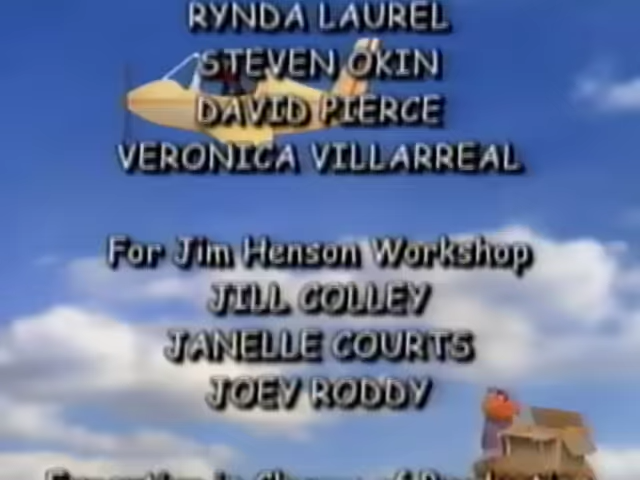 RYNDA LAUREL
STEVEN OKIN
DAVID PIERCE
VERONICA VILLARREAL
For Jim Henson Workshop
JILL COLLEY
JANELLE COURTS
JOEY RODDY